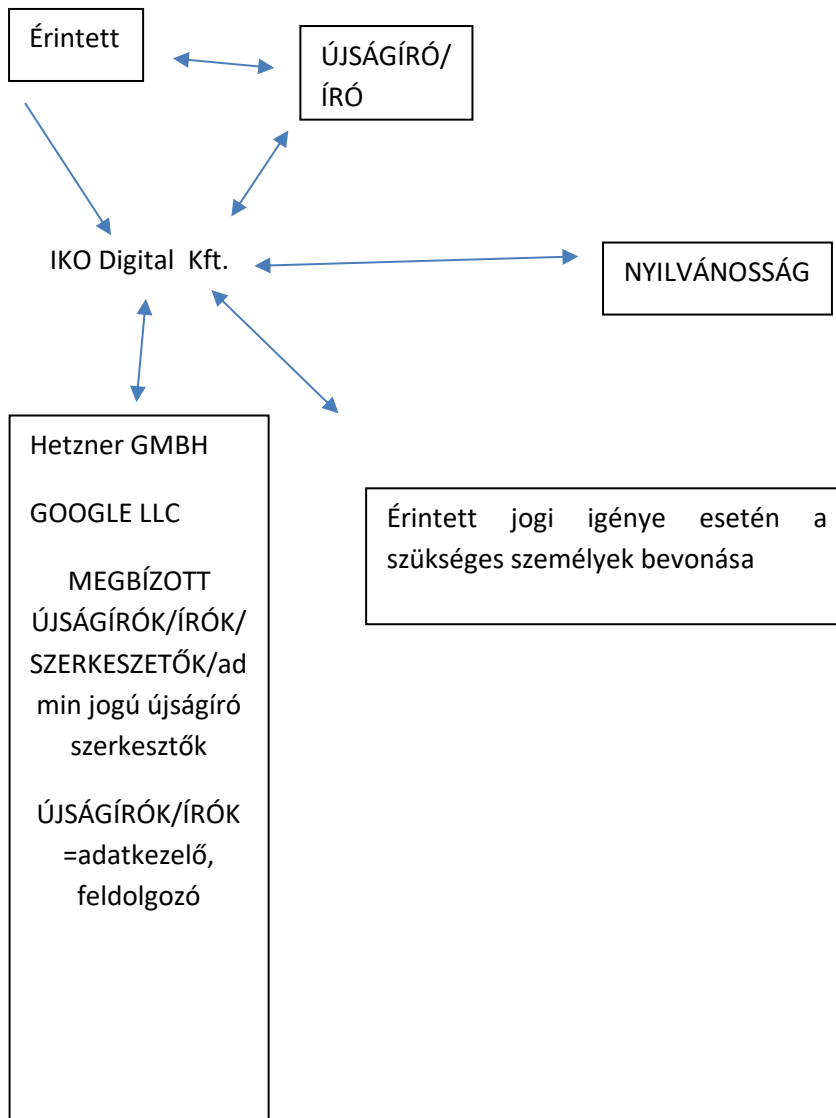 Érintett
ÚJSÁGÍRÓ/
ÍRÓ
IKO Digital Kft.
NYILVÁNOSSÁG
Hetzner GMBH
GOOGLE LLC
MEGBÍZOTT
ÚJSÁGÍRÓK/ÍRÓK/
SZERKESZETŐK/ad
min jogú újságíró
szerkesztők
ÚJSÁGÍRÓK/ÍRÓK
=adatkezelő,
feldolgozó
Érintett jogi igénye esetén a
szükséges személyek bevonása